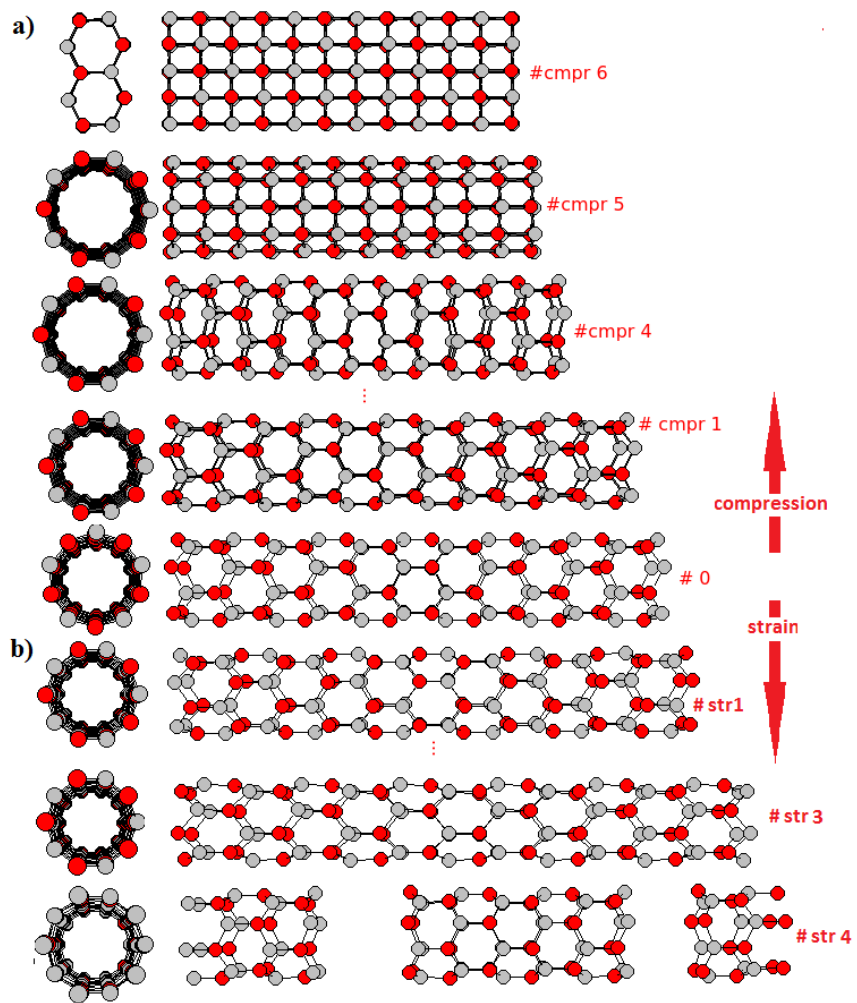 a)
#cmpr 6
#cmpr 5
#cmpr 4
# cmpr 1
compression
# 0
strain
b)
# str1
# str 3
# str 4